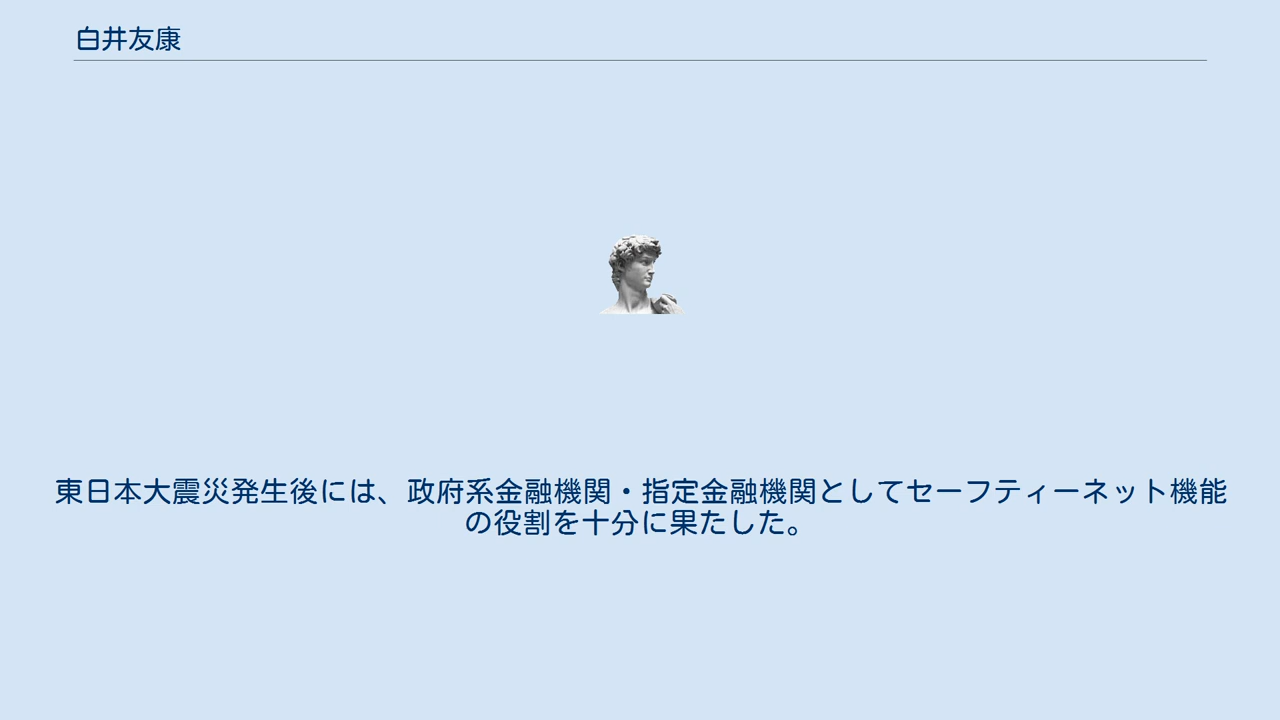 白井友康
東日本大震災発生後には、政府系金融機関・指定金融機関としてセーフティーネット機能
の役割を十分に果たした。